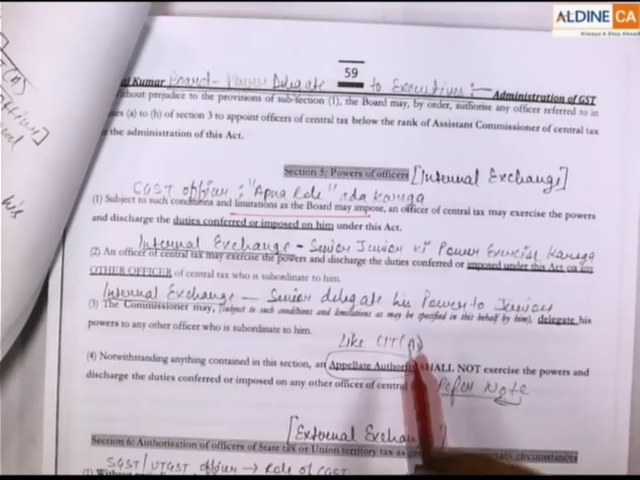 ALDINE CA
Always A Step Ahead
59
Kumar Board - Power Delegate to Executive :- Administration of GST
without prejudice to the provisions of sub-section (1), the Board may, by order, authorise any officer referred to in
(a) to (h) of section 3 to appoint officers of central tax below the rank of Assistant Commissioner of central tax
the administration of this Act.
Section 5: Powers of officers [Internal Exchange]
CGST officer : "Apna Role" ada Karega
(1) Subject to such conditions and limitations as the Board may impose, an officer of central tax may exercise the powers
and discharge the duties conferred or imposed on him under this Act.
Internal Exchange - Senior Junior ki Power Exercise Karega
(2) An officer of central tax may exercise the powers and discharge the duties conferred or imposed under this Act on any
OTHER OFFICER of central tax who is subordinate to him.
Internal Exchange - Senior delegate his Power to Junior
(3) The Commissioner may, (subject to such conditions and limitations as may be specified in this behalf by him), delegate his
powers to any other officer who is subordinate to him.
Like CIT(A)
(4) Notwithstanding anything contained in this section, an Appellate Authority SHALL NOT exercise the powers and
discharge the duties conferred or imposed on any other officer of central Refer Note
[External Exchange]
Section 6: Authorisation of officers of State tax or Union territory tax as certain circumstances
SGST/UTGST officer → Role of CGST
(1) Without